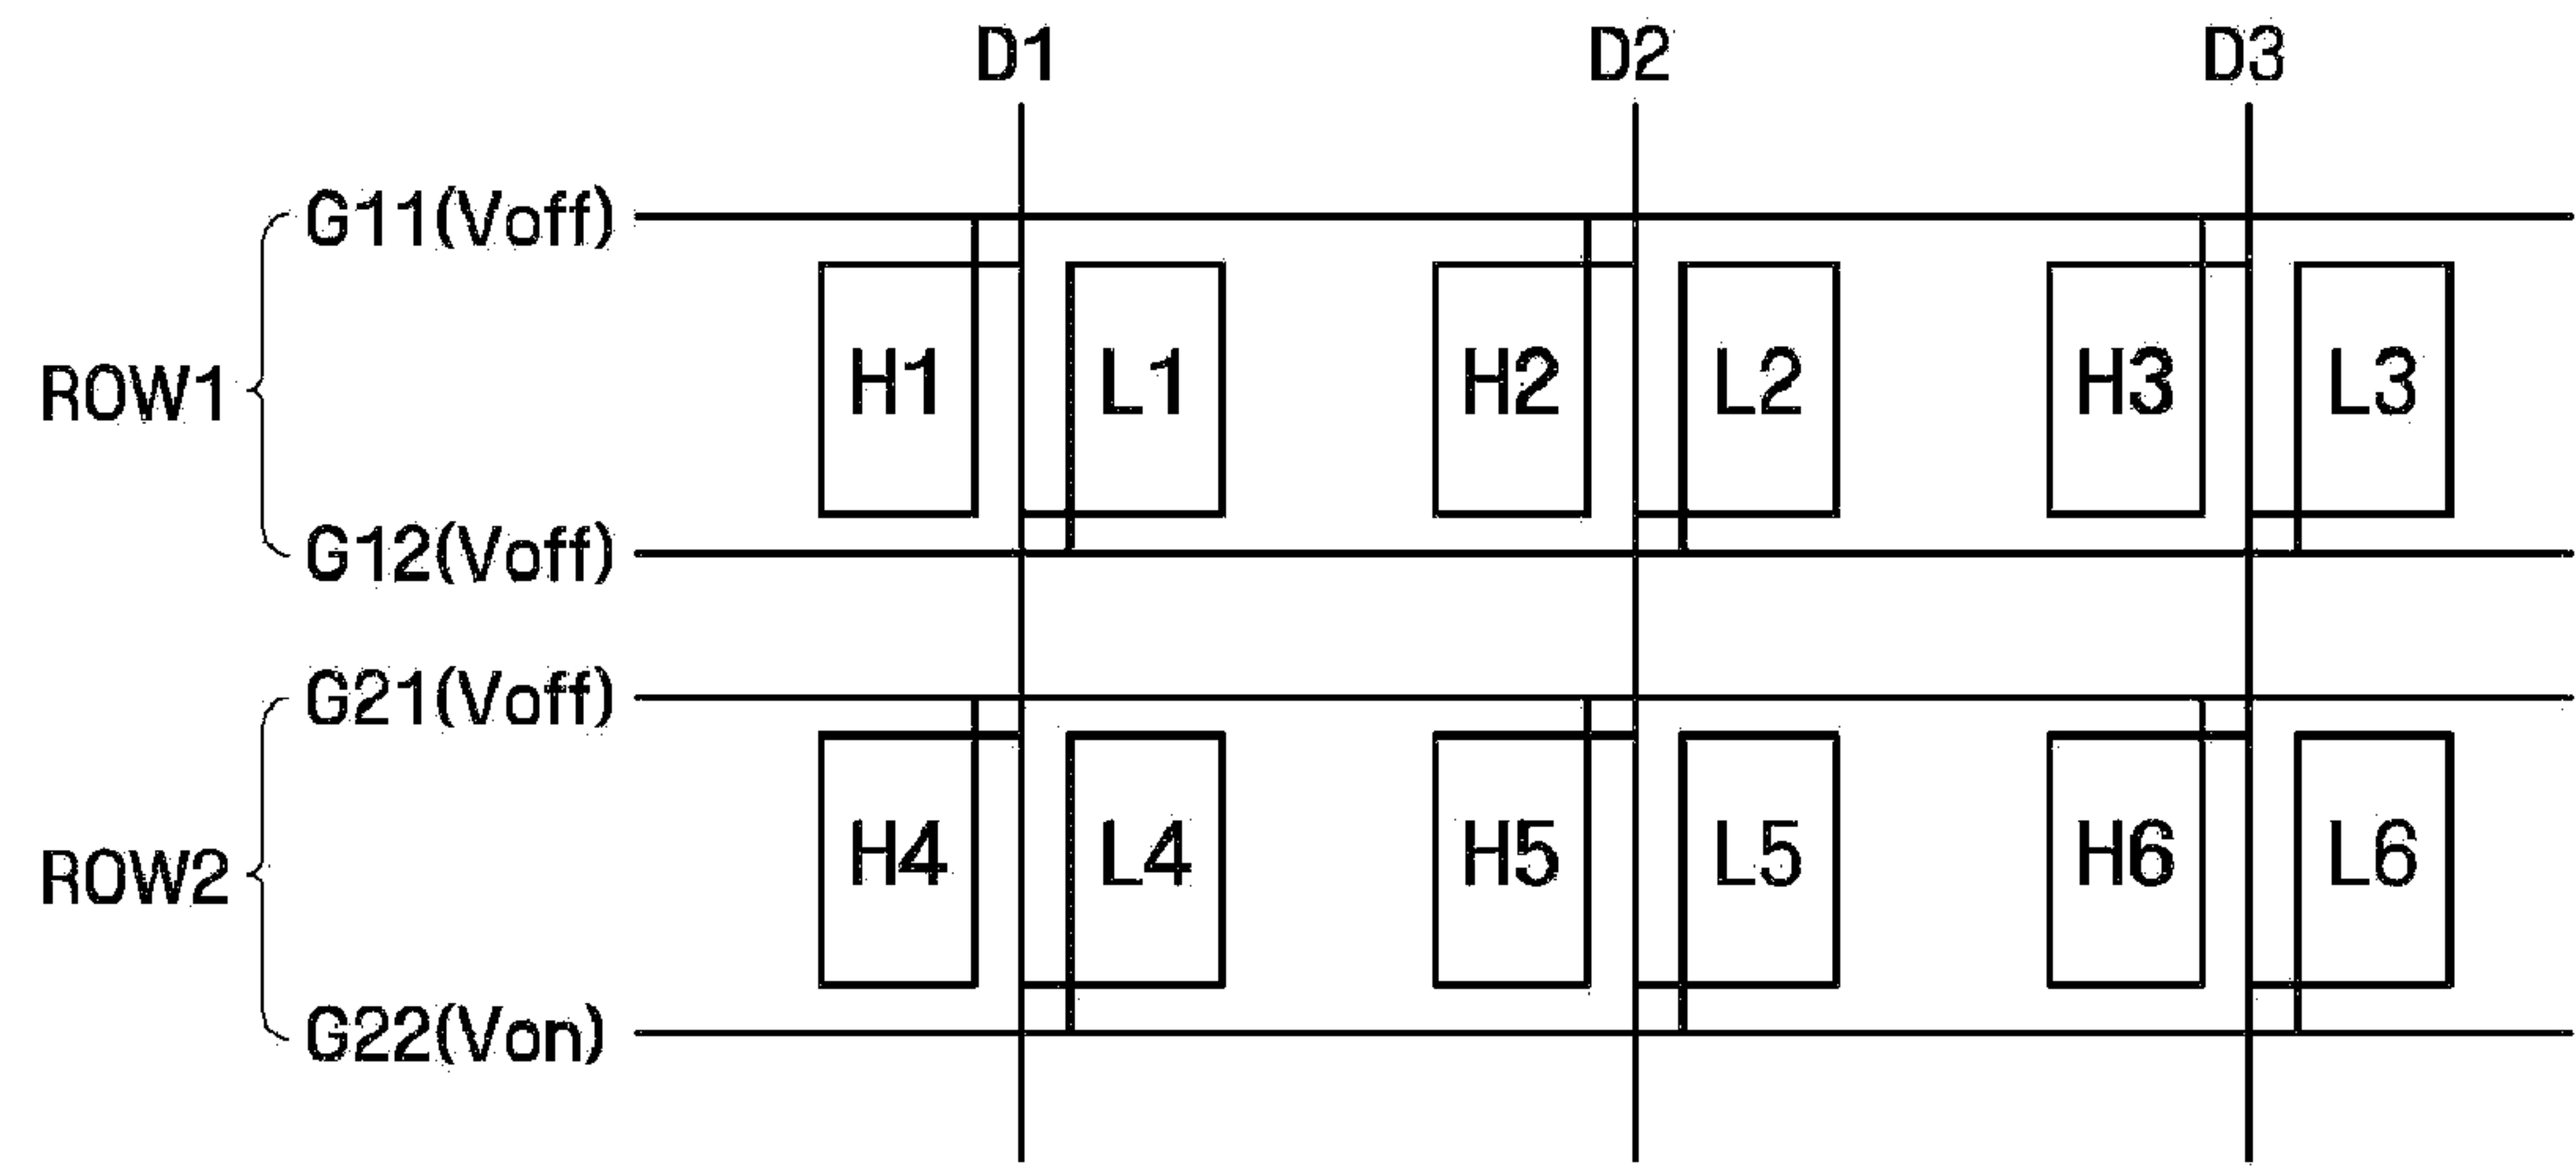 D1 D2 D3
G11(Voff)
H1 L1 H2 L2 H3 L3
ROW1
G12(Voff)
G21(Voff)
H4 L4 H5 L5 H6 L6
ROW2
G22(Von)